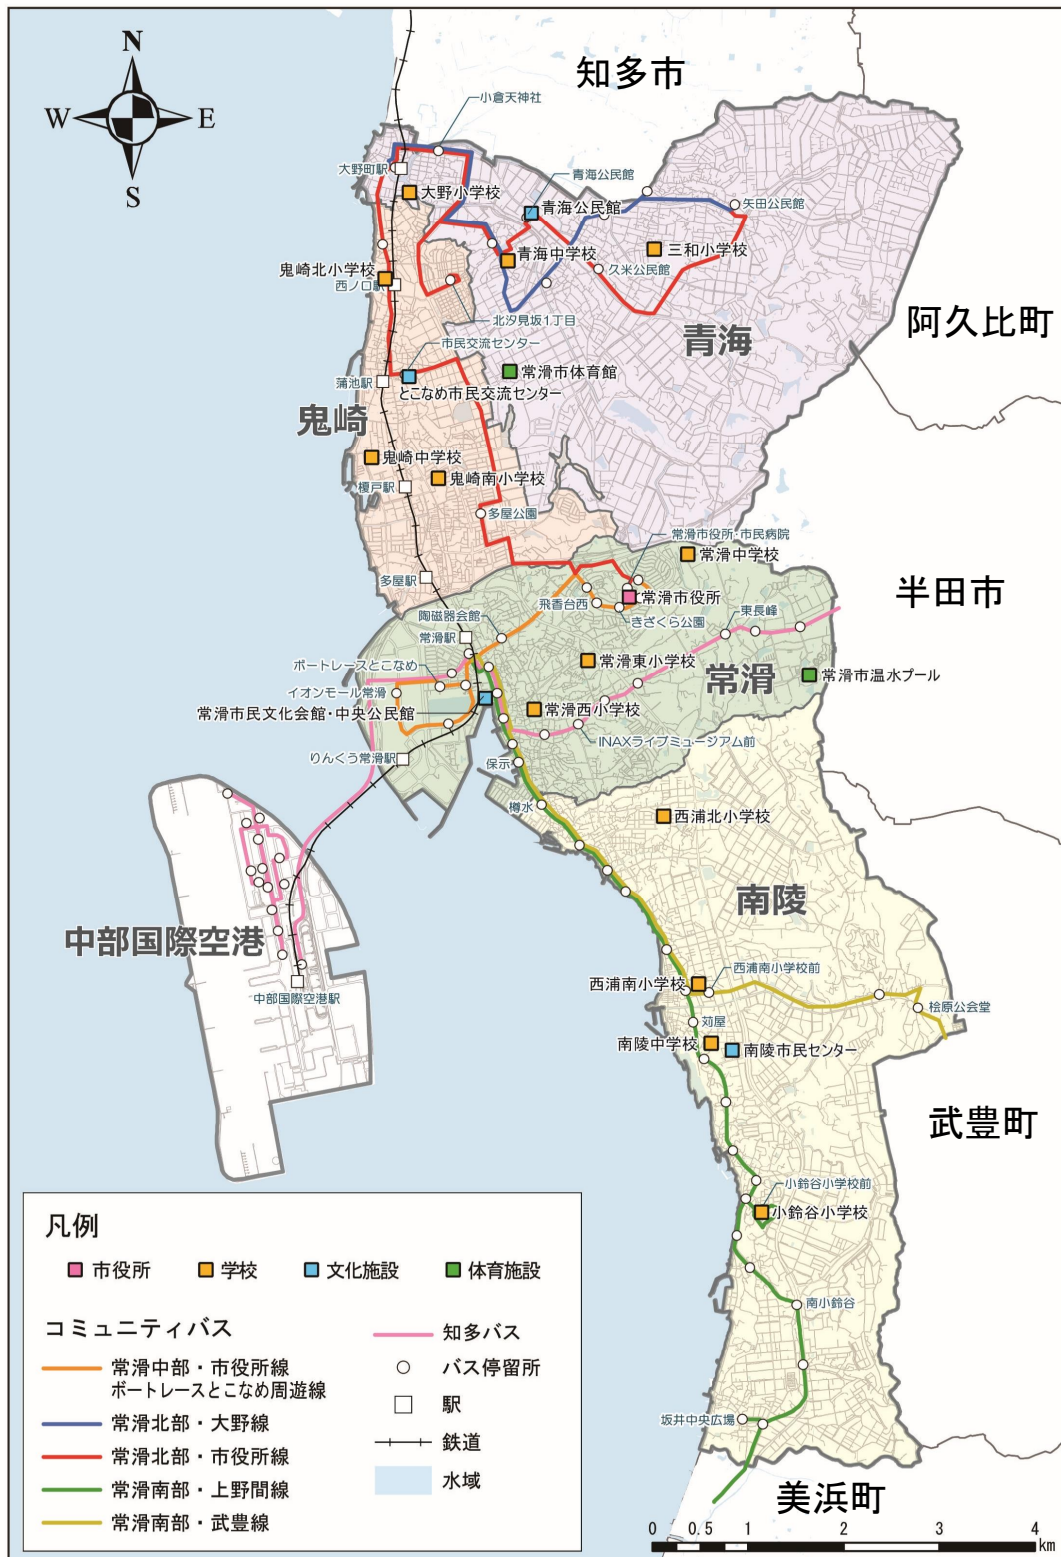 N
W
E
S
知多市
小倉天神社
大野町駅
大野小学校
青海公民館
青海公民館
矢田公民館
青海中学校
三和小学校
久米公民館
鬼崎北小学校
西ノ口駅
北汐見坂1丁目
青海
阿久比町
市民交流センター
常滑市体育館
蒲池駅
とこなめ市民交流センター
鬼崎
鬼崎中学校
鬼崎南小学校
榎戸駅
多屋公園
常滑市役所・市民病院
常滑中学校
半田市
多屋駅
飛香台西
常滑市役所
きざくら公園
東長峰
陶磁器会館
常滑駅
常滑東小学校
常滑
ボートレースとこなめ
常滑市温水プール
イオンモール常滑
常滑市民文化会館・中央公民館
常滑西小学校
INAXライブミュージアム前
りんくう常滑駅
保示
樽水
西浦北小学校
南陵
中部国際空港
西浦南小学校前
西浦南小学校
中部国際空港駅
桧原公会堂
苅屋
南陵中学校
南陵市民センター
武豊町
小鈴谷小学校前
小鈴谷小学校
南小鈴谷
坂井中央広場
美浜町
凡例
市役所
学校
文化施設
体育施設
コミュニティバス
常滑中部・市役所線
ボートレースとこなめ周遊線
常滑北部・大野線
常滑北部・市役所線
常滑南部・上野間線
常滑南部・武豊線
知多バス
バス停留所
駅
鉄道
水域
0 0.5 1 2 3 4
km